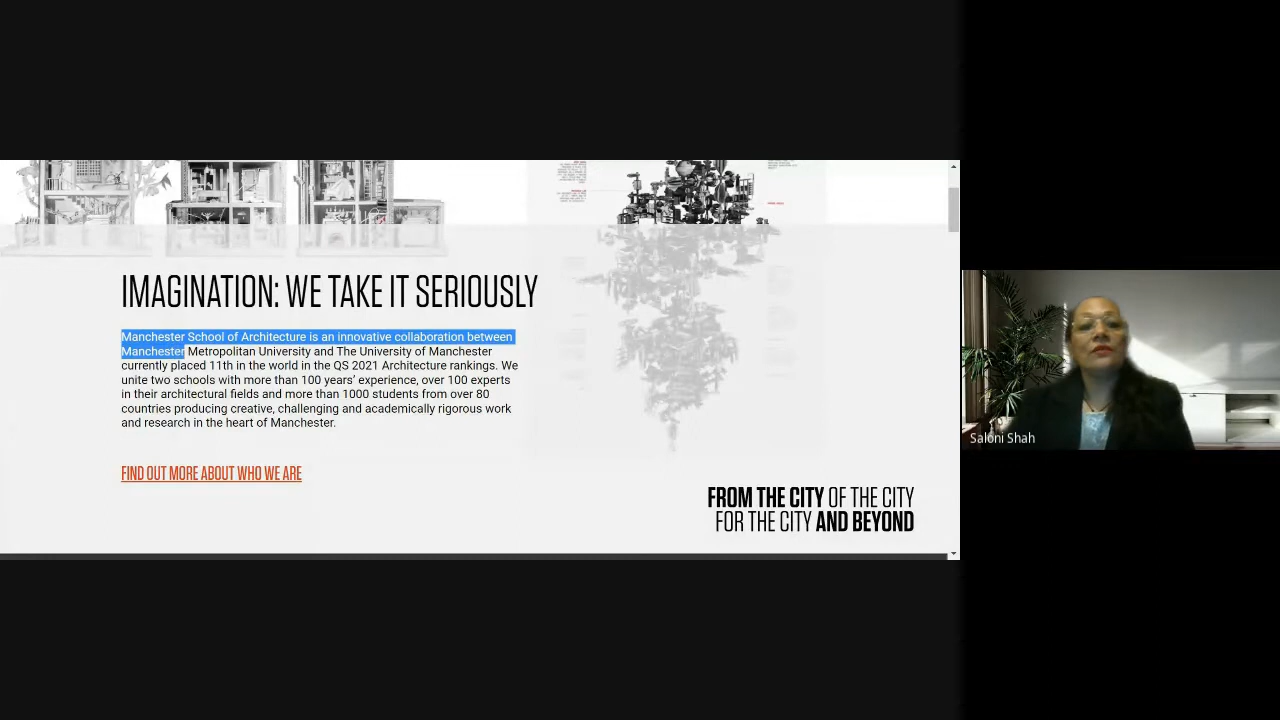 IMAGINATION: WE TAKE IT SERIOUSLY
Manchester School of Architecture is an innovative collaboration between
Manchester Metropolitan University and The University of Manchester
currently placed 11th in the world in the QS 2021 Architecture rankings. We
unite two schools with more than 100 years’ experience, over 100 experts
in their architectural fields and more than 1000 students from over 80
countries producing creative, challenging and academically rigorous work
and research in the heart of Manchester.
FIND OUT MORE ABOUT WHO WE ARE
FROM THE CITY OF THE CITY
FOR THE CITY AND BEYOND
Saloni Shah